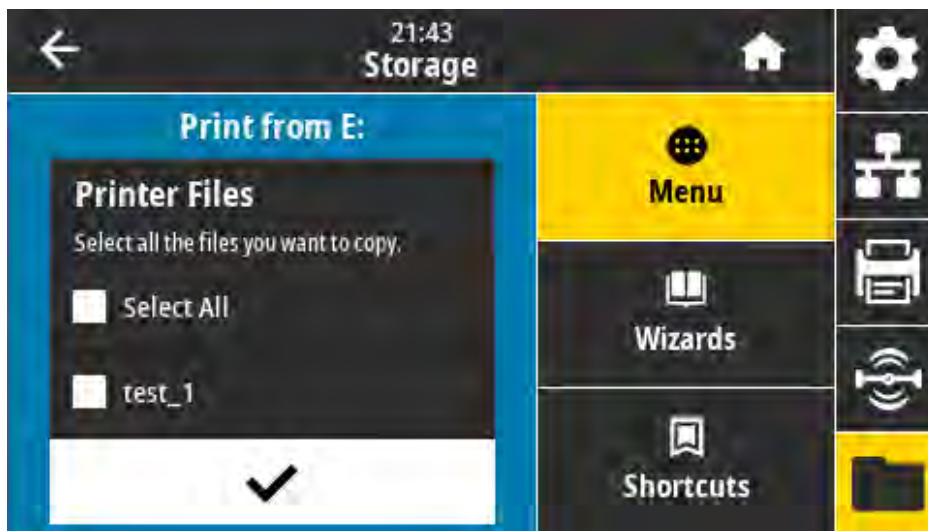 21:43
Storage
Print from E:
Printer Files
Select all the files you want to copy.
Select All
test_1
Menu
Wizards
Shortcuts